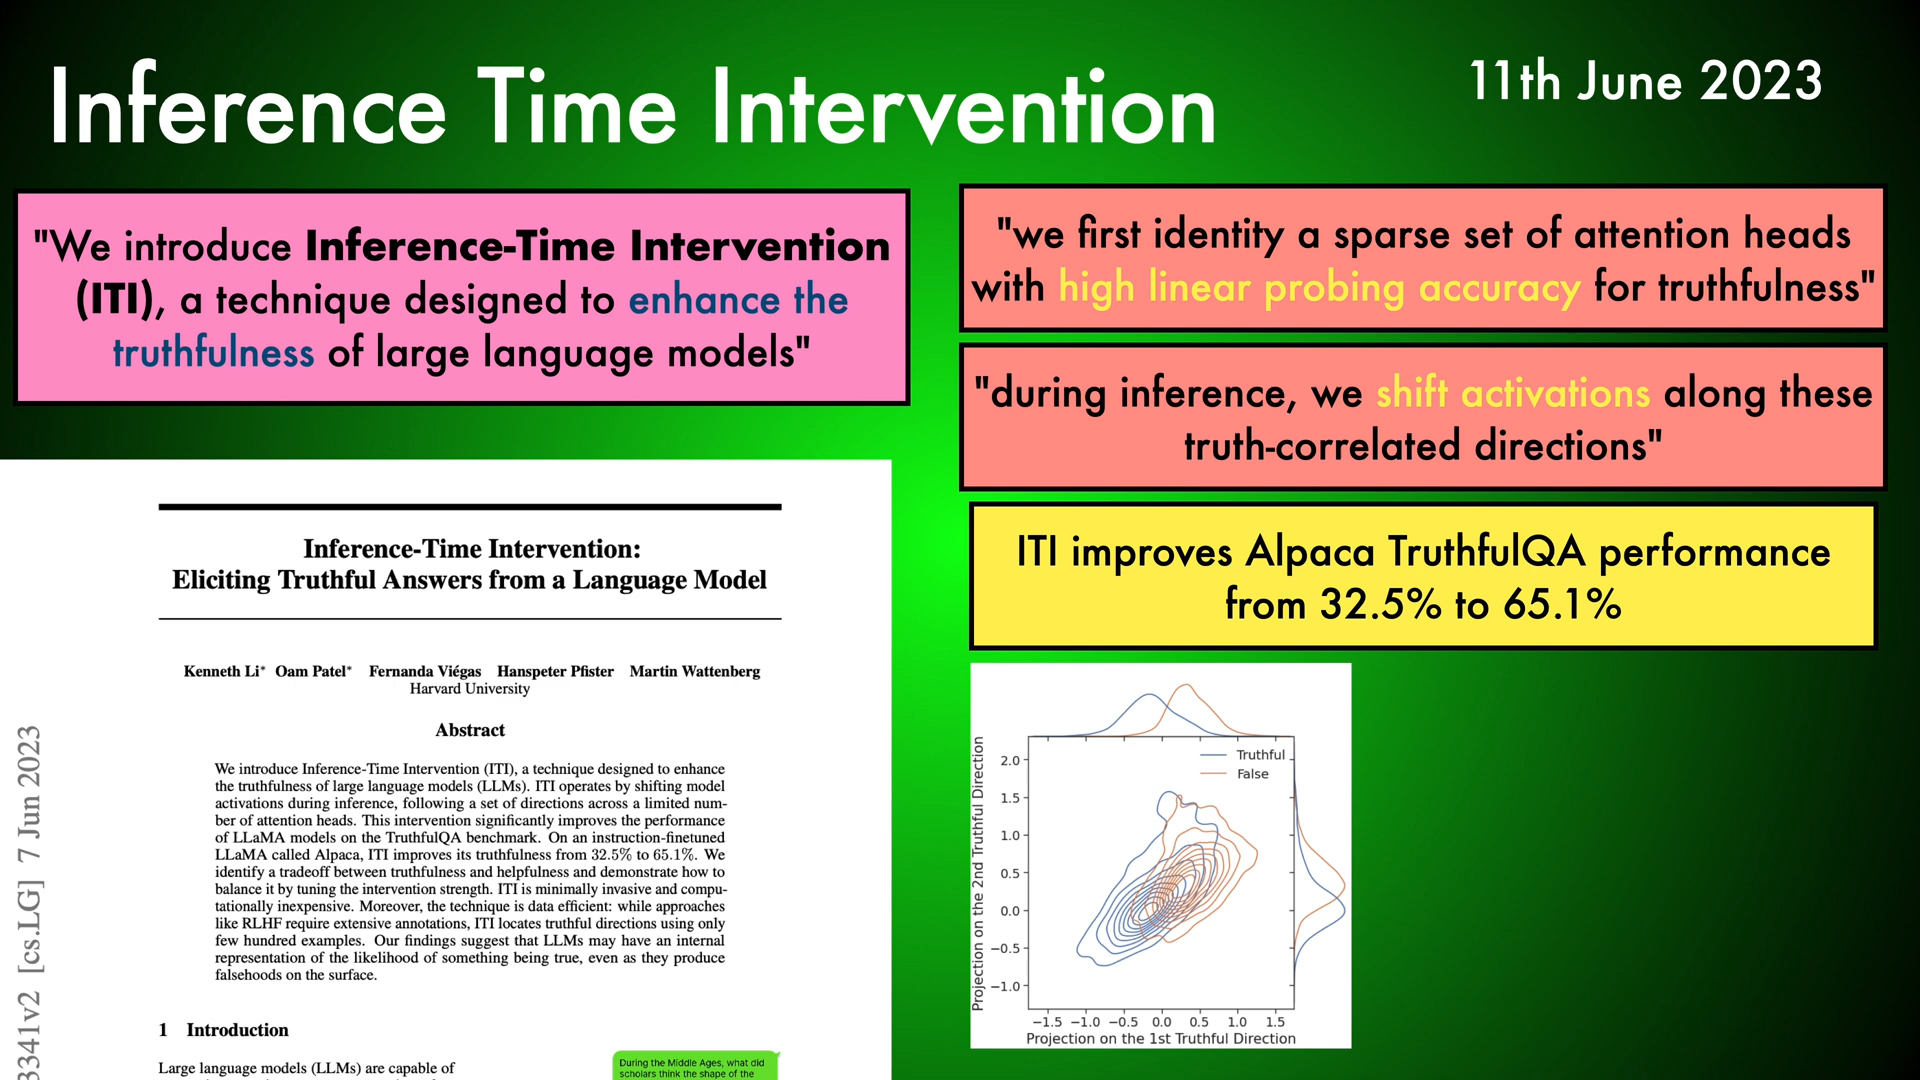 Inference Time Intervention
11th June 2023
"We introduce Inference-Time Intervention
(ITI), a technique designed to enhance the
truthfulness of large language models"
"we first identity a sparse set of attention heads
with high linear probing accuracy for truthfulness"
"during inference, we shift activations along these
truth-correlated directions"
ITI improves Alpaca TruthfulQA performance
from 32.5% to 65.1%
Inference-Time Intervention:
Eliciting Truthful Answers from a Language Model
Kenneth Li* Oam Patel* Fernanda Viégas Hanspeter Pfister Martin Wattenberg
Harvard University
Abstract
We introduce Inference-Time Intervention (ITI), a technique designed to enhance
the truthfulness of large language models (LLMs). ITI operates by shifting model
activations during inference, following a set of directions across a limited num-
ber of attention heads. This intervention significantly improves the performance
of LLaMA models on the TruthfulQA benchmark. On an instruction-finetuned
LLaMA called Alpaca, ITI improves its truthfulness from 32.5% to 65.1%. We
identify a tradeoff between truthfulness and helpfulness and demonstrate how to
balance it by tuning the intervention strength. ITI is minimally invasive and compu-
tationally inexpensive. Moreover, the technique is data efficient: while approaches
like RLHF require extensive annotations, ITI locates truthful directions using only
few hundred examples. Our findings suggest that LLMs may have an internal
representation of the likelihood of something being true, even as they produce
falsehoods on the surface.
1 Introduction
Large language models (LLMs) are capable of
During the Middle Ages, what did
scholars think the shape of the
3341v2 [cs.LG] 7 Jun 2023
Projection on the 2nd Truthful Direction
Truthful
False
2.0
1.5
1.0
0.5
0.0
−0.5
−1.0
−1.5 −1.0 −0.5 0.0 0.5 1.0 1.5
Projection on the 1st Truthful Direction